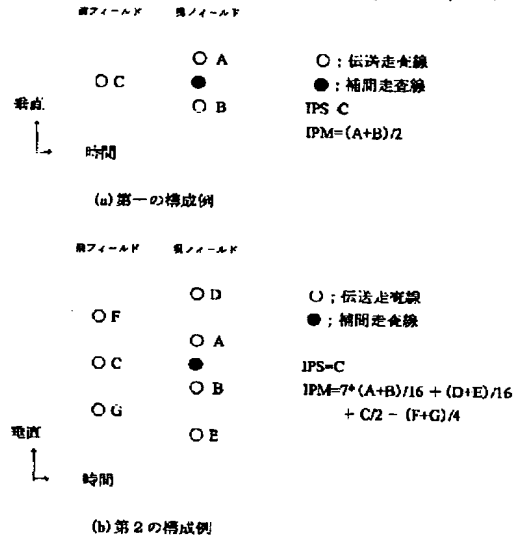 前フィールド 現フィールド
A
C
B
垂直
時間
○;伝送走査線
●;補間走査線
IPS C
IPM=(A+B)/2
(a)第一の構成例
前フィールド 現フィールド
D
F
A
C
B
G
E
垂直
時間
○;伝送走査線
●;補間走査線
IPS=C
IPM=7*(A+B)/16 + (D+E)/16
+ C/2 - (F+G)/4
(b)第2の構成例